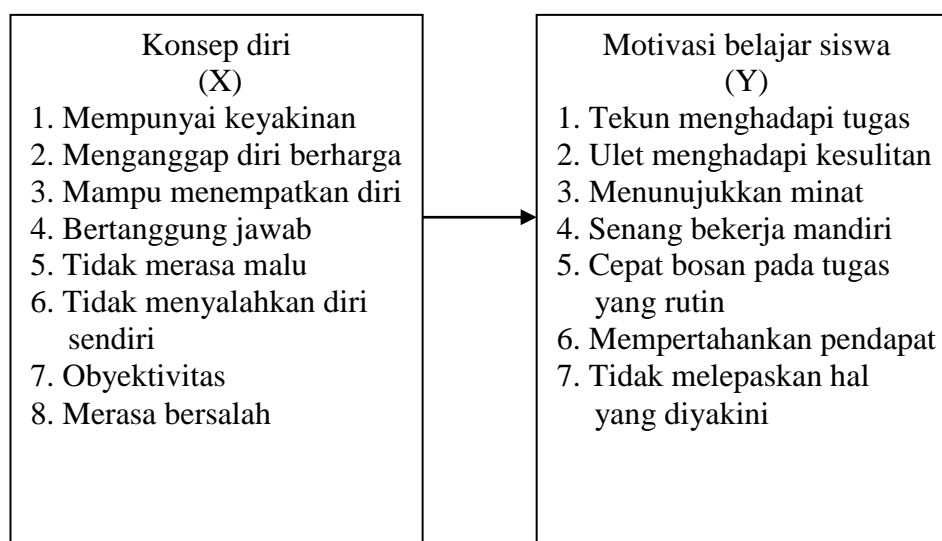 Konsep diri
(X)
1. Mempunyai keyakinan
2. Menganggap diri berharga
3. Mampu menempatkan diri
4. Bertanggung jawab
5. Tidak merasa malu
6. Tidak menyalahkan diri
sendiri
7. Obyektivitas
8. Merasa bersalah
Motivasi belajar siswa
(Y)
1. Tekun menghadapi tugas
2. Ulet menghadapi kesulitan
3. Menunujukkan minat
4. Senang bekerja mandiri
5. Cepat bosan pada tugas
yang rutin
6. Mempertahankan pendapat
7. Tidak melepaskan hal
yang diyakini